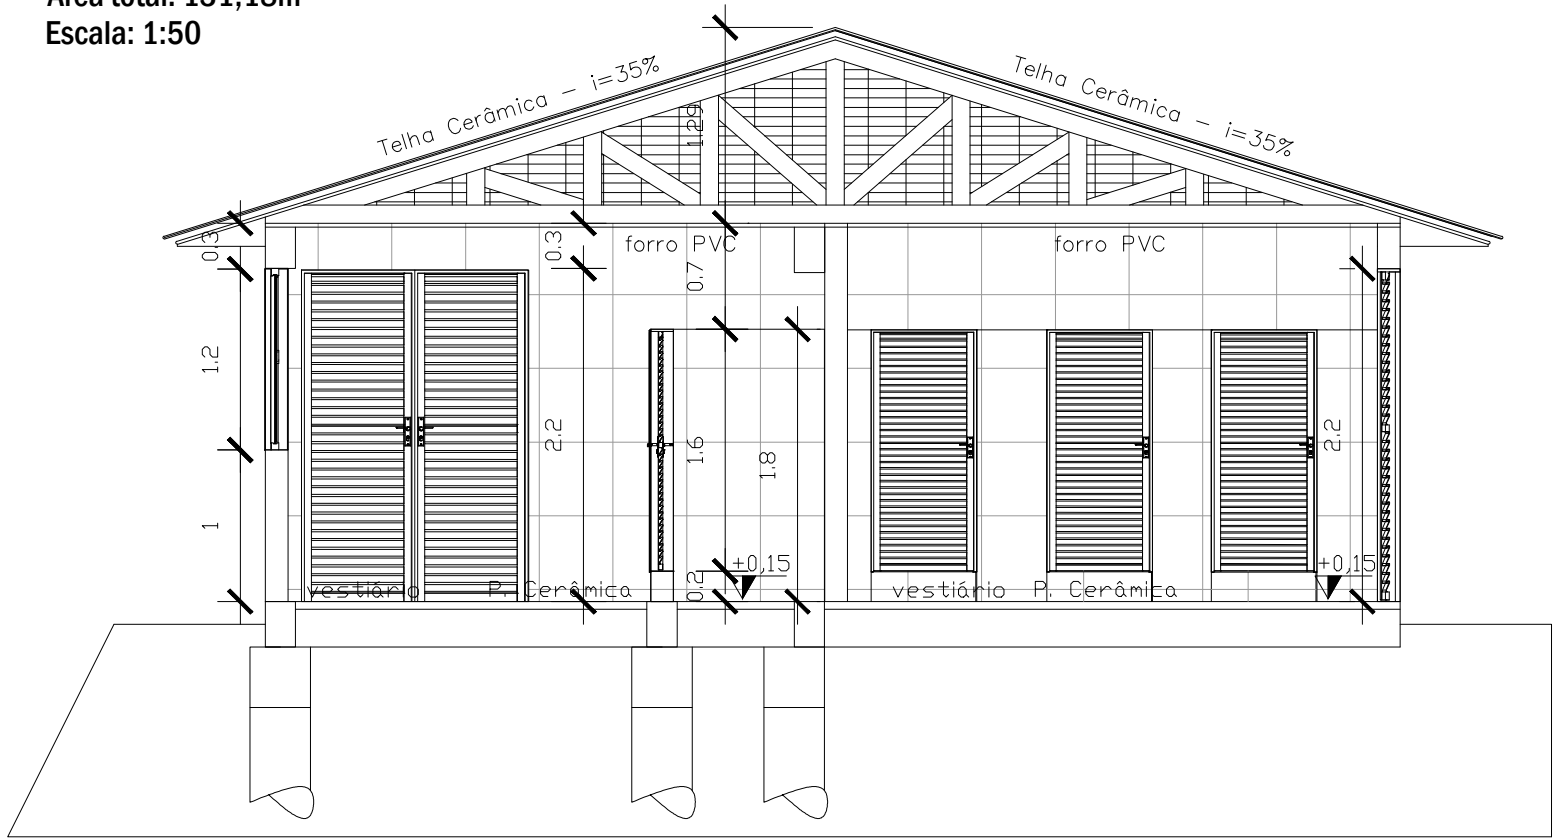 Área total: 131,18m²
Escala: 1:50
Telha Cerâmica - i=35%
Telha Cerâmica - i=35%
1.29
0.3
0.3
forro PVC
forro PVC
0.7
1.2
2.2
1.6
1.8
2.2
1
+0,15
+0,15
0.2
vestiário
P. Cerâmica
vestiário
P. Cerâmica